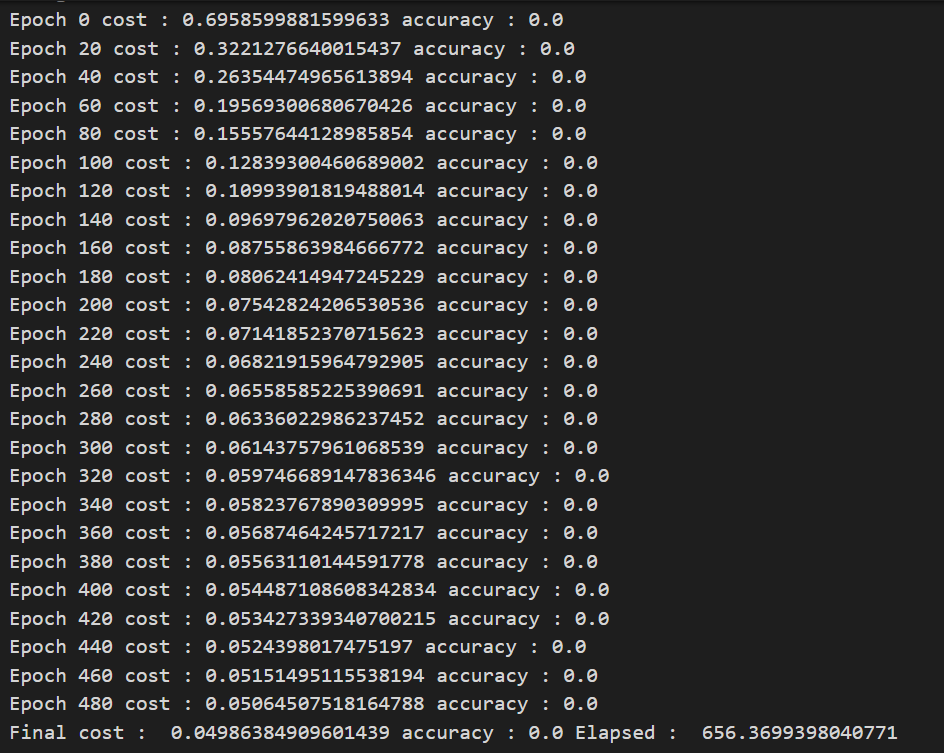 Epoch 0 cost : 0.6958599881599633 accuracy : 0.0
Epoch 20 cost : 0.3221276640015437 accuracy : 0.0
Epoch 40 cost : 0.26354474965613894 accuracy : 0.0
Epoch 60 cost : 0.19569300680670426 accuracy : 0.0
Epoch 80 cost : 0.15557644128985854 accuracy : 0.0
Epoch 100 cost : 0.12839300460689002 accuracy : 0.0
Epoch 120 cost : 0.10993901819488014 accuracy : 0.0
Epoch 140 cost : 0.09697962020750063 accuracy : 0.0
Epoch 160 cost : 0.08755863984666772 accuracy : 0.0
Epoch 180 cost : 0.08062414947245229 accuracy : 0.0
Epoch 200 cost : 0.07542824206530536 accuracy : 0.0
Epoch 220 cost : 0.07141852370715623 accuracy : 0.0
Epoch 240 cost : 0.06821915964792905 accuracy : 0.0
Epoch 260 cost : 0.06558585225390691 accuracy : 0.0
Epoch 280 cost : 0.06336022986237452 accuracy : 0.0
Epoch 300 cost : 0.06143757961068539 accuracy : 0.0
Epoch 320 cost : 0.059746689147836346 accuracy : 0.0
Epoch 340 cost : 0.05823767890309995 accuracy : 0.0
Epoch 360 cost : 0.05687464245717217 accuracy : 0.0
Epoch 380 cost : 0.05563110144591778 accuracy : 0.0
Epoch 400 cost : 0.054487108608342834 accuracy : 0.0
Epoch 420 cost : 0.053427339340700215 accuracy : 0.0
Epoch 440 cost : 0.0524398017475197 accuracy : 0.0
Epoch 460 cost : 0.05151495115538194 accuracy : 0.0
Epoch 480 cost : 0.05064507518164788 accuracy : 0.0
Final cost :  0.04986384909601439 accuracy : 0.0 Elapsed :  656.3699398040771